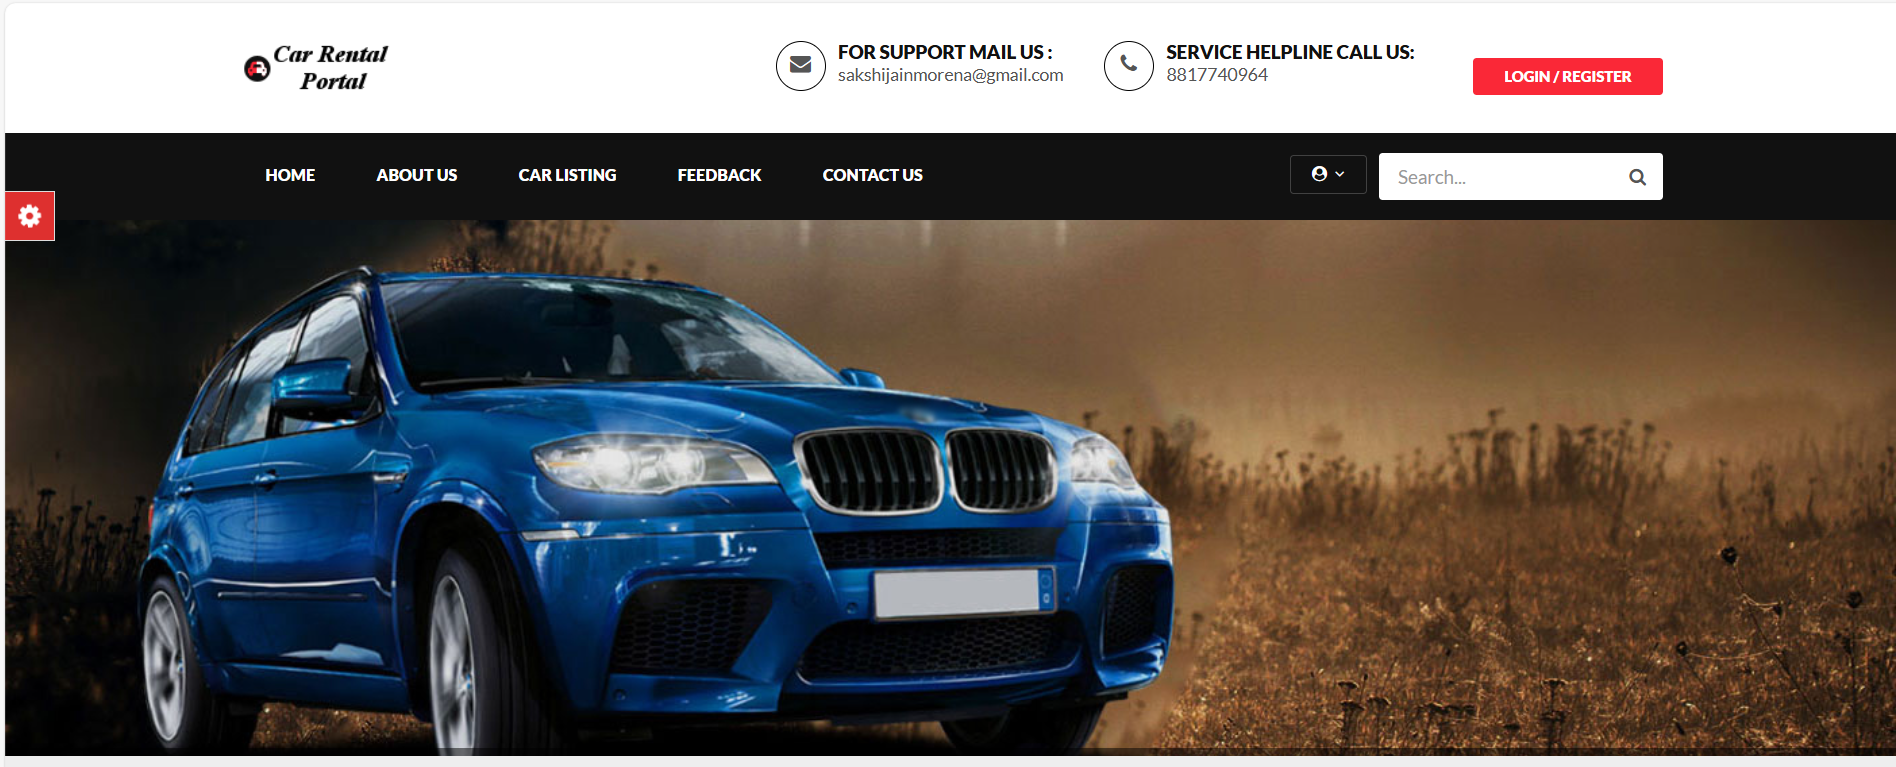 Car Rental
Portal
FOR SUPPORT MAIL US :
sakshijainmorena@gmail.com
SERVICE HELPLINE CALL US:
8817740964
LOGIN / REGISTER
HOME
ABOUT US
CAR LISTING
FEEDBACK
CONTACT US
Search...